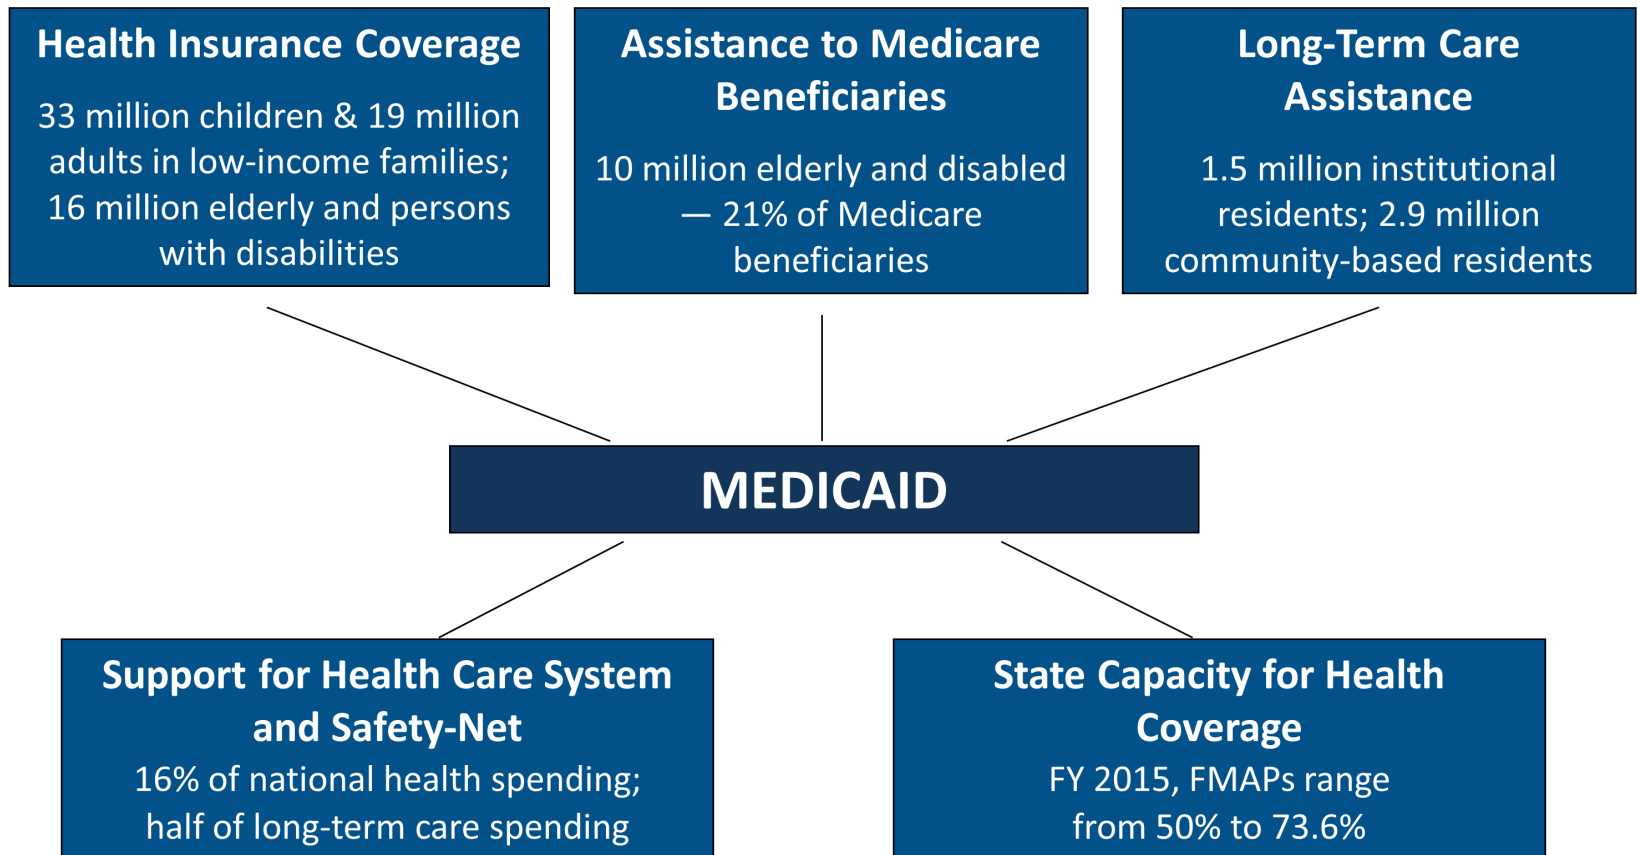 Health Insurance Coverage
33 million children & 19 million
adults in low-income families;
16 million elderly and persons
with disabilities
Assistance to Medicare
Beneficiaries
10 million elderly and disabled
— 21% of Medicare
beneficiaries
Long-Term Care
Assistance
1.5 million institutional
residents; 2.9 million
community-based residents
MEDICAID
Support for Health Care System
and Safety-Net
16% of national health spending;
half of long-term care spending
State Capacity for Health
Coverage
FY 2015, FMAPs range
from 50% to 73.6%